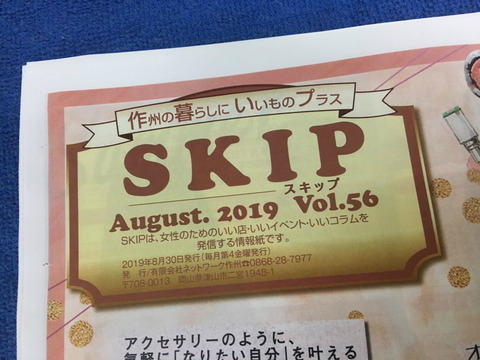 作州の暮らしに いいものプラス
SKIP
スキップ
August. 2019 Vol.56
SKIPは、女性のためのいい店・いいイベント・いいコラムを
発信する情報紙です。
2019年8月30日発行（毎月第4金曜発行）
発 行/有限会社ネットワーク作州☎0868-28-7977
〒708-0013 岡山県津山市二宮1948-1
アクセサリーのように、
気軽に「なりたい自分」を叶える